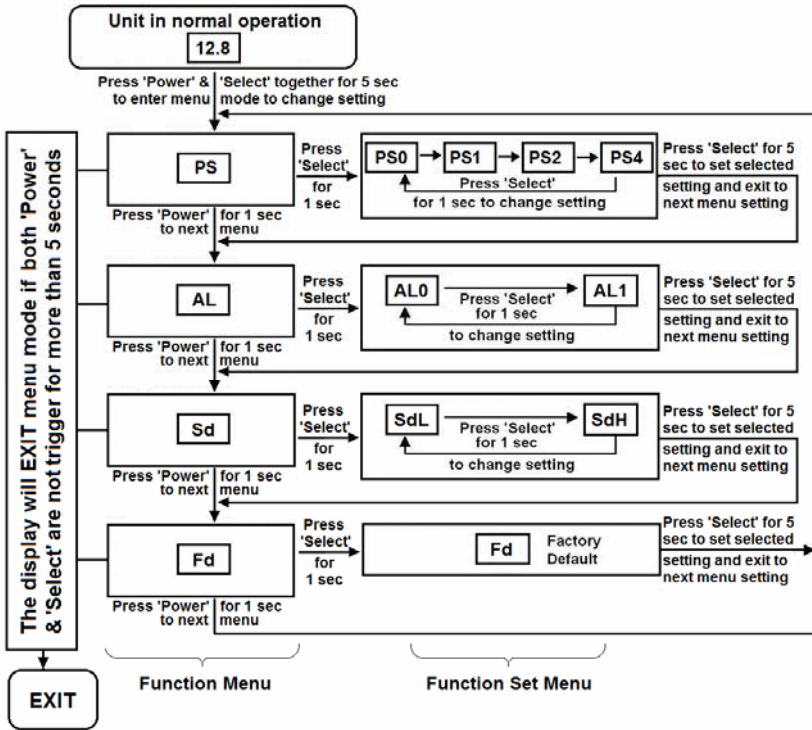 Unit in normal operation
12.8
Press 'Power' & 'Select' together for 5 sec
to enter menu mode to change setting
The display will EXIT menu mode if both 'Power'
& 'Select' are not trigger for more than 5 seconds
EXIT
PS
Press
'Select'
for
1 sec
PS0 PS1 PS2 PS4
Press 'Select'
for 1 sec to change setting
Press 'Select' for 5
sec to set selected
setting and exit to
next menu setting
Press 'Power' for 1 sec
to next menu
AL
Press
'Select'
for
1 sec
AL0 AL1
Press 'Select'
for 1 sec
to change setting
Press 'Select' for 5
sec to set selected
setting and exit to
next menu setting
Press 'Power' for 1 sec
to next menu
Sd
Press
'Select'
for
1 sec
SdL SdH
Press 'Select'
for 1 sec
to change setting
Press 'Select' for 5
sec to set selected
setting and exit to
next menu setting
Press 'Power' for 1 sec
to next menu
Fd
Press
'Select'
for
1 sec
Fd Factory
Default
Press 'Select' for 5
sec to set selected
setting and exit to
next menu setting
Press 'Power' for 1 sec
to next menu
Function Menu
Function Set Menu